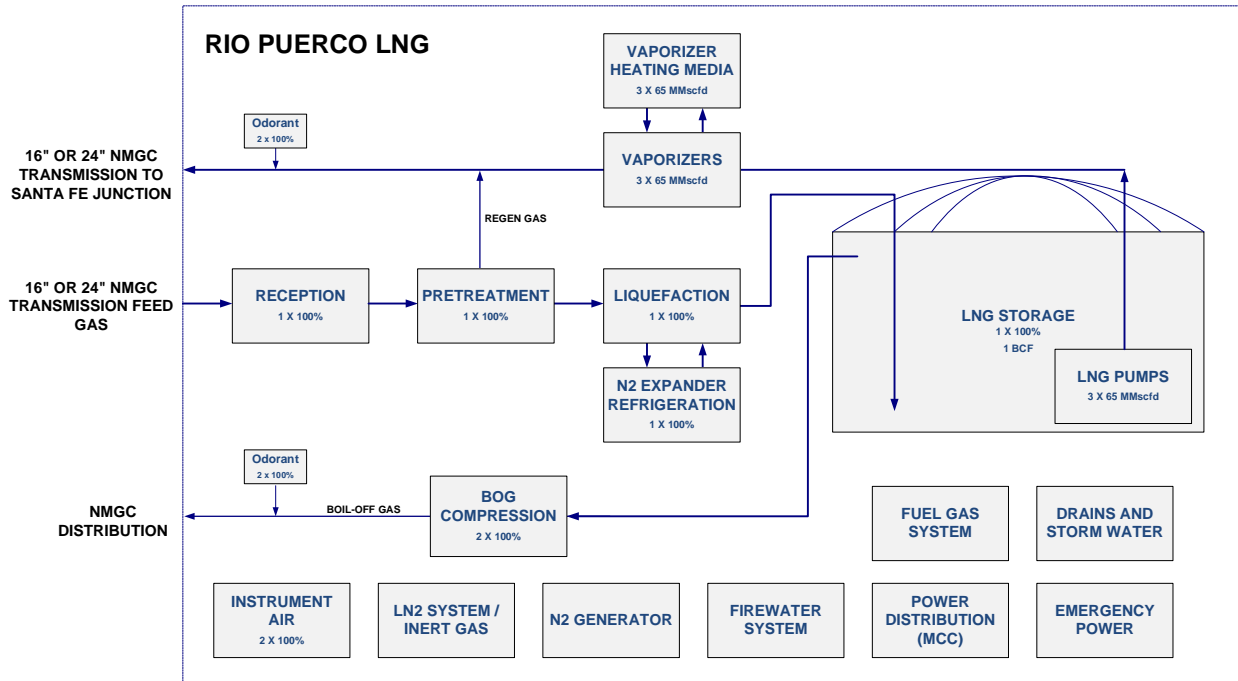 RIO PUERCO LNG
VAPORIZER
HEATING MEDIA
3 X 65 MMscfd
Odorant
2 x 100%
16" OR 24" NMGC
TRANSMISSION TO
SANTA FE JUNCTION
VAPORIZERS
3 X 65 MMscfd
REGEN GAS
16" OR 24" NMGC
TRANSMISSION FEED
GAS
RECEPTION
1 X 100%
PRETREATMENT
1 X 100%
LIQUEFACTION
1 X 100%
LNG STORAGE
1 X 100%
1 BCF
LNG PUMPS
3 X 65 MMscfd
N2 EXPANDER
REFRIGERATION
1 X 100%
Odorant
2 x 100%
NMGC
DISTRIBUTION
BOIL-OFF GAS
BOG
COMPRESSION
2 X 100%
FUEL GAS
SYSTEM
DRAINS AND
STORM WATER
INSTRUMENT
AIR
2 X 100%
LN2 SYSTEM /
INERT GAS
N2 GENERATOR
FIREWATER
SYSTEM
POWER
DISTRIBUTION
(MCC)
EMERGENCY
POWER